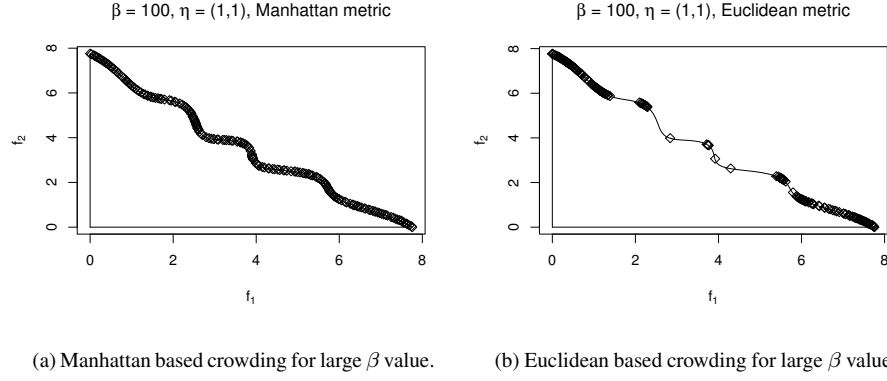 β = 100, η = (1,1), Manhattan metric
8
6
4
2
0
f2
0 2 4 6 8
f1
(a) Manhattan based crowding for large β value.
β = 100, η = (1,1), Euclidean metric
8
6
4
2
0
f2
0 2 4 6 8
f1
(b) Euclidean based crowding for large β value